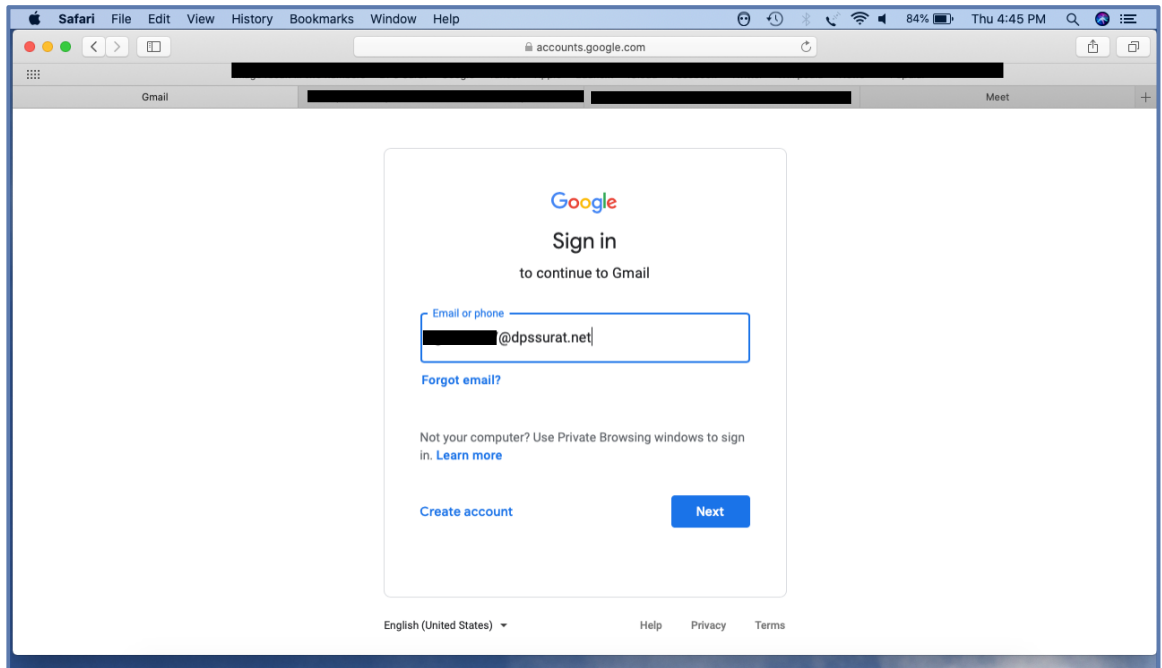 Safari File Edit View History Bookmarks Window Help 84% Thu 4:45 PM
accounts.google.com
Gmail Meet
Google
Sign in
to continue to Gmail
Email or phone
@dpssurat.net
Forgot email?
Not your computer? Use Private Browsing windows to sign
in. Learn more
Create account Next
English (United States) Help Privacy Terms